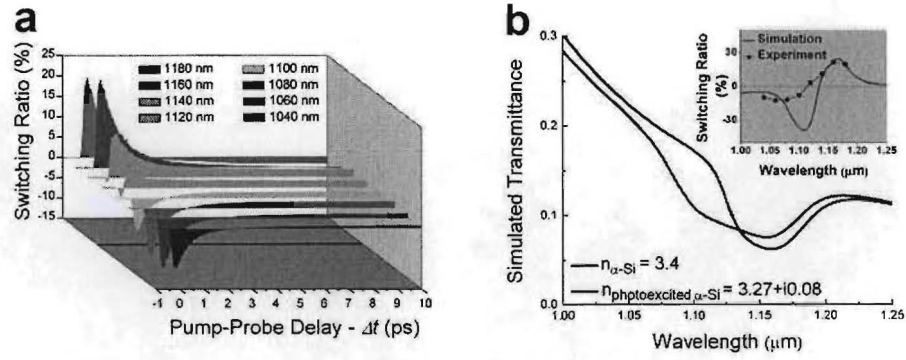 a
Switching Ratio (%)
25
20
15
10
5
0
-5
-10
-15
1180 nm
1160 nm
1140 nm
1120 nm
1100 nm
1080 nm
1060 nm
1040 nm
-1 0 1 2 3 4 5 6 7 8 9 10
Pump-Probe Delay - Δt (ps)
b
Simulated Transmittance
0.3
0.2
0.1
0.0
n α-Si = 3.4
n phptoexcited,α-Si = 3.27+i0.08
1.00 1.05 1.10 1.15 1.20 1.25
Wavelength (μm)
Simulation
Experiment
Switching Ratio
(%)
30
0
-30
1.00 1.05 1.10 1.15 1.20 1.25
Wavelength (μm)